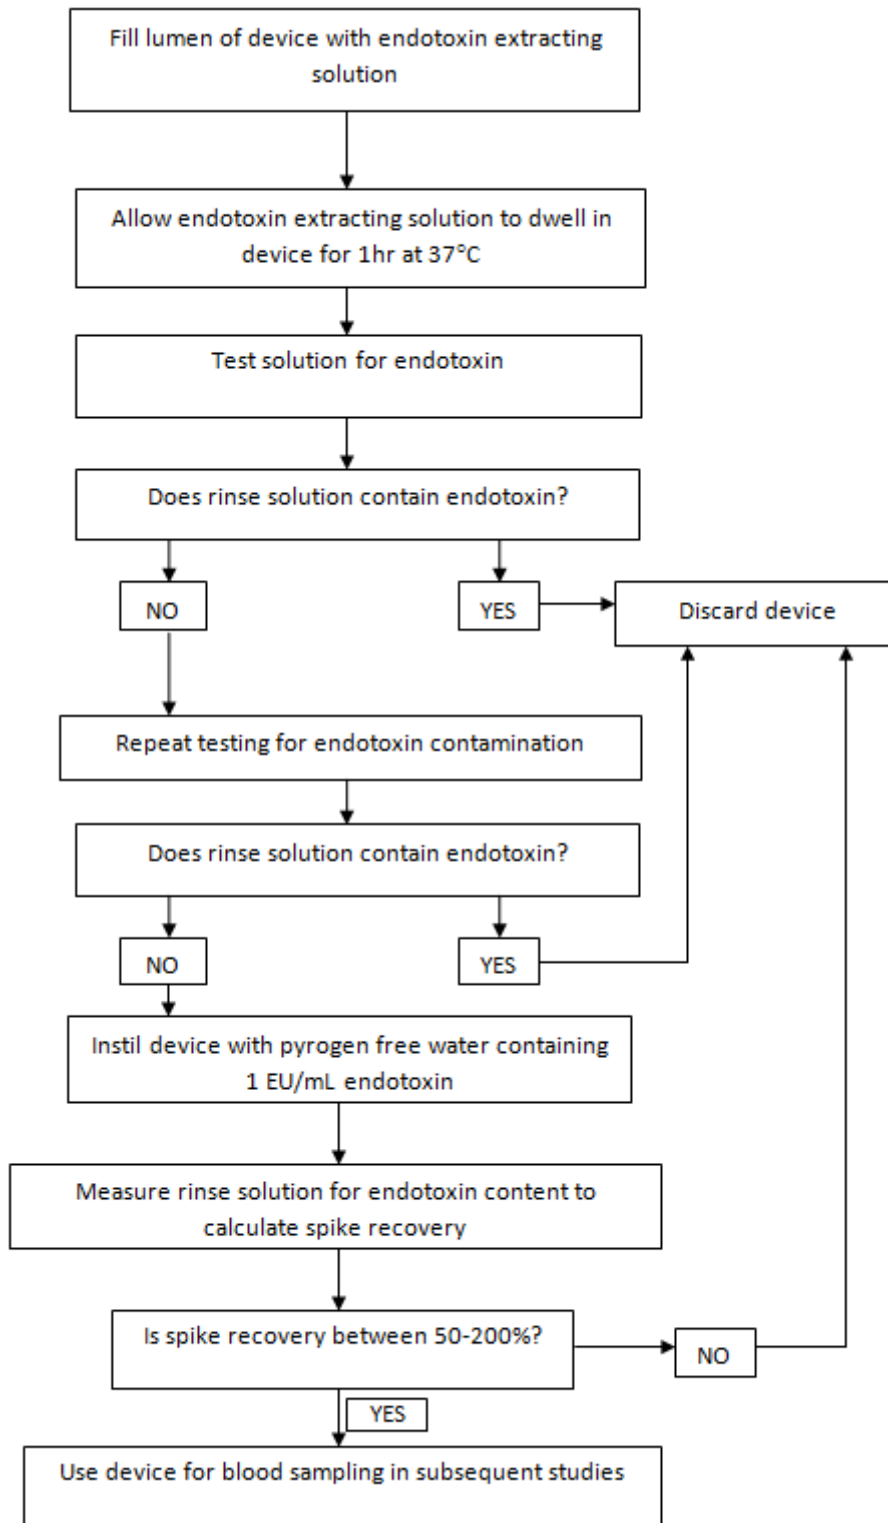 Fill lumen of device with endotoxin extracting
solution
Allow endotoxin extracting solution to dwell in
device for 1hr at 37°C
Test solution for endotoxin
Does rinse solution contain endotoxin?
NO
YES
Discard device
Repeat testing for endotoxin contamination
Does rinse solution contain endotoxin?
NO
YES
Instil device with pyrogen free water containing
1 EU/mL endotoxin
Measure rinse solution for endotoxin content to
calculate spike recovery
Is spike recovery between 50-200%?
NO
YES
Use device for blood sampling in subsequent studies